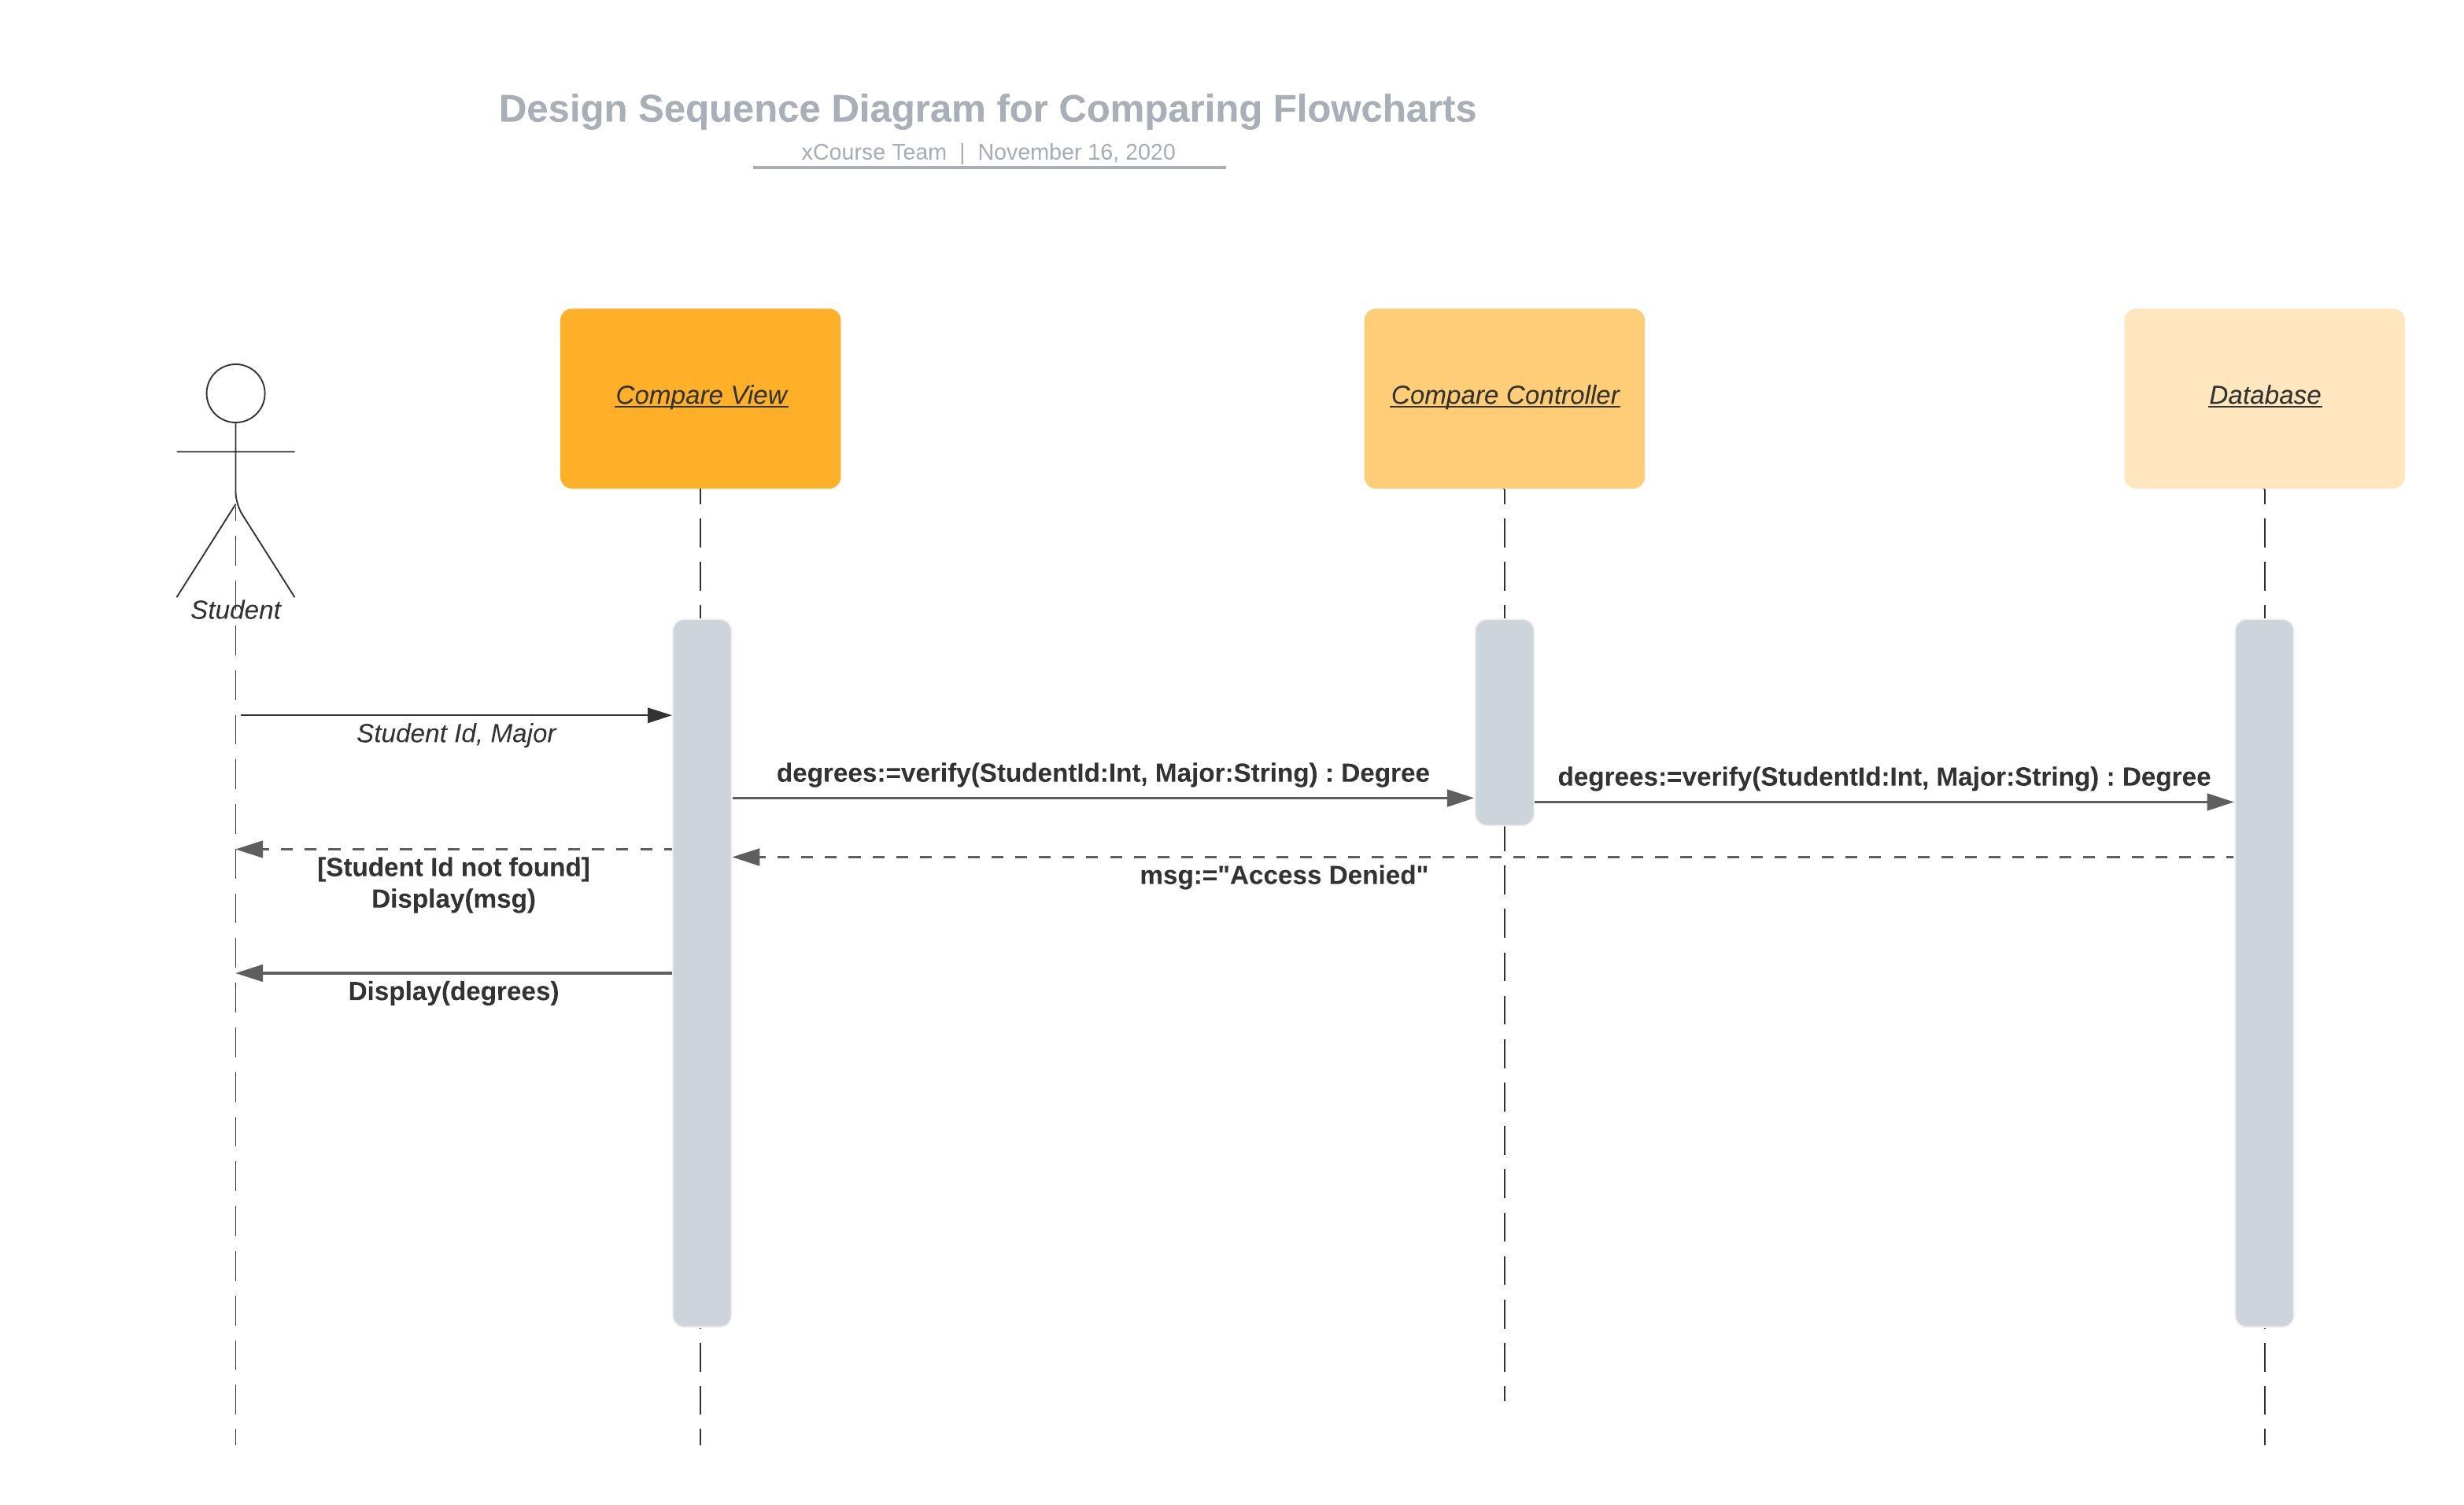 Design Sequence Diagram for Comparing Flowcharts
xCourse Team | November 16, 2020
Compare View
Compare Controller
Database
Student
Student Id, Major
degrees:=verify(StudentId:Int, Major:String) : Degree
degrees:=verify(StudentId:Int, Major:String) : Degree
[Student Id not found]
Display(msg)
msg:="Access Denied"
Display(degrees)